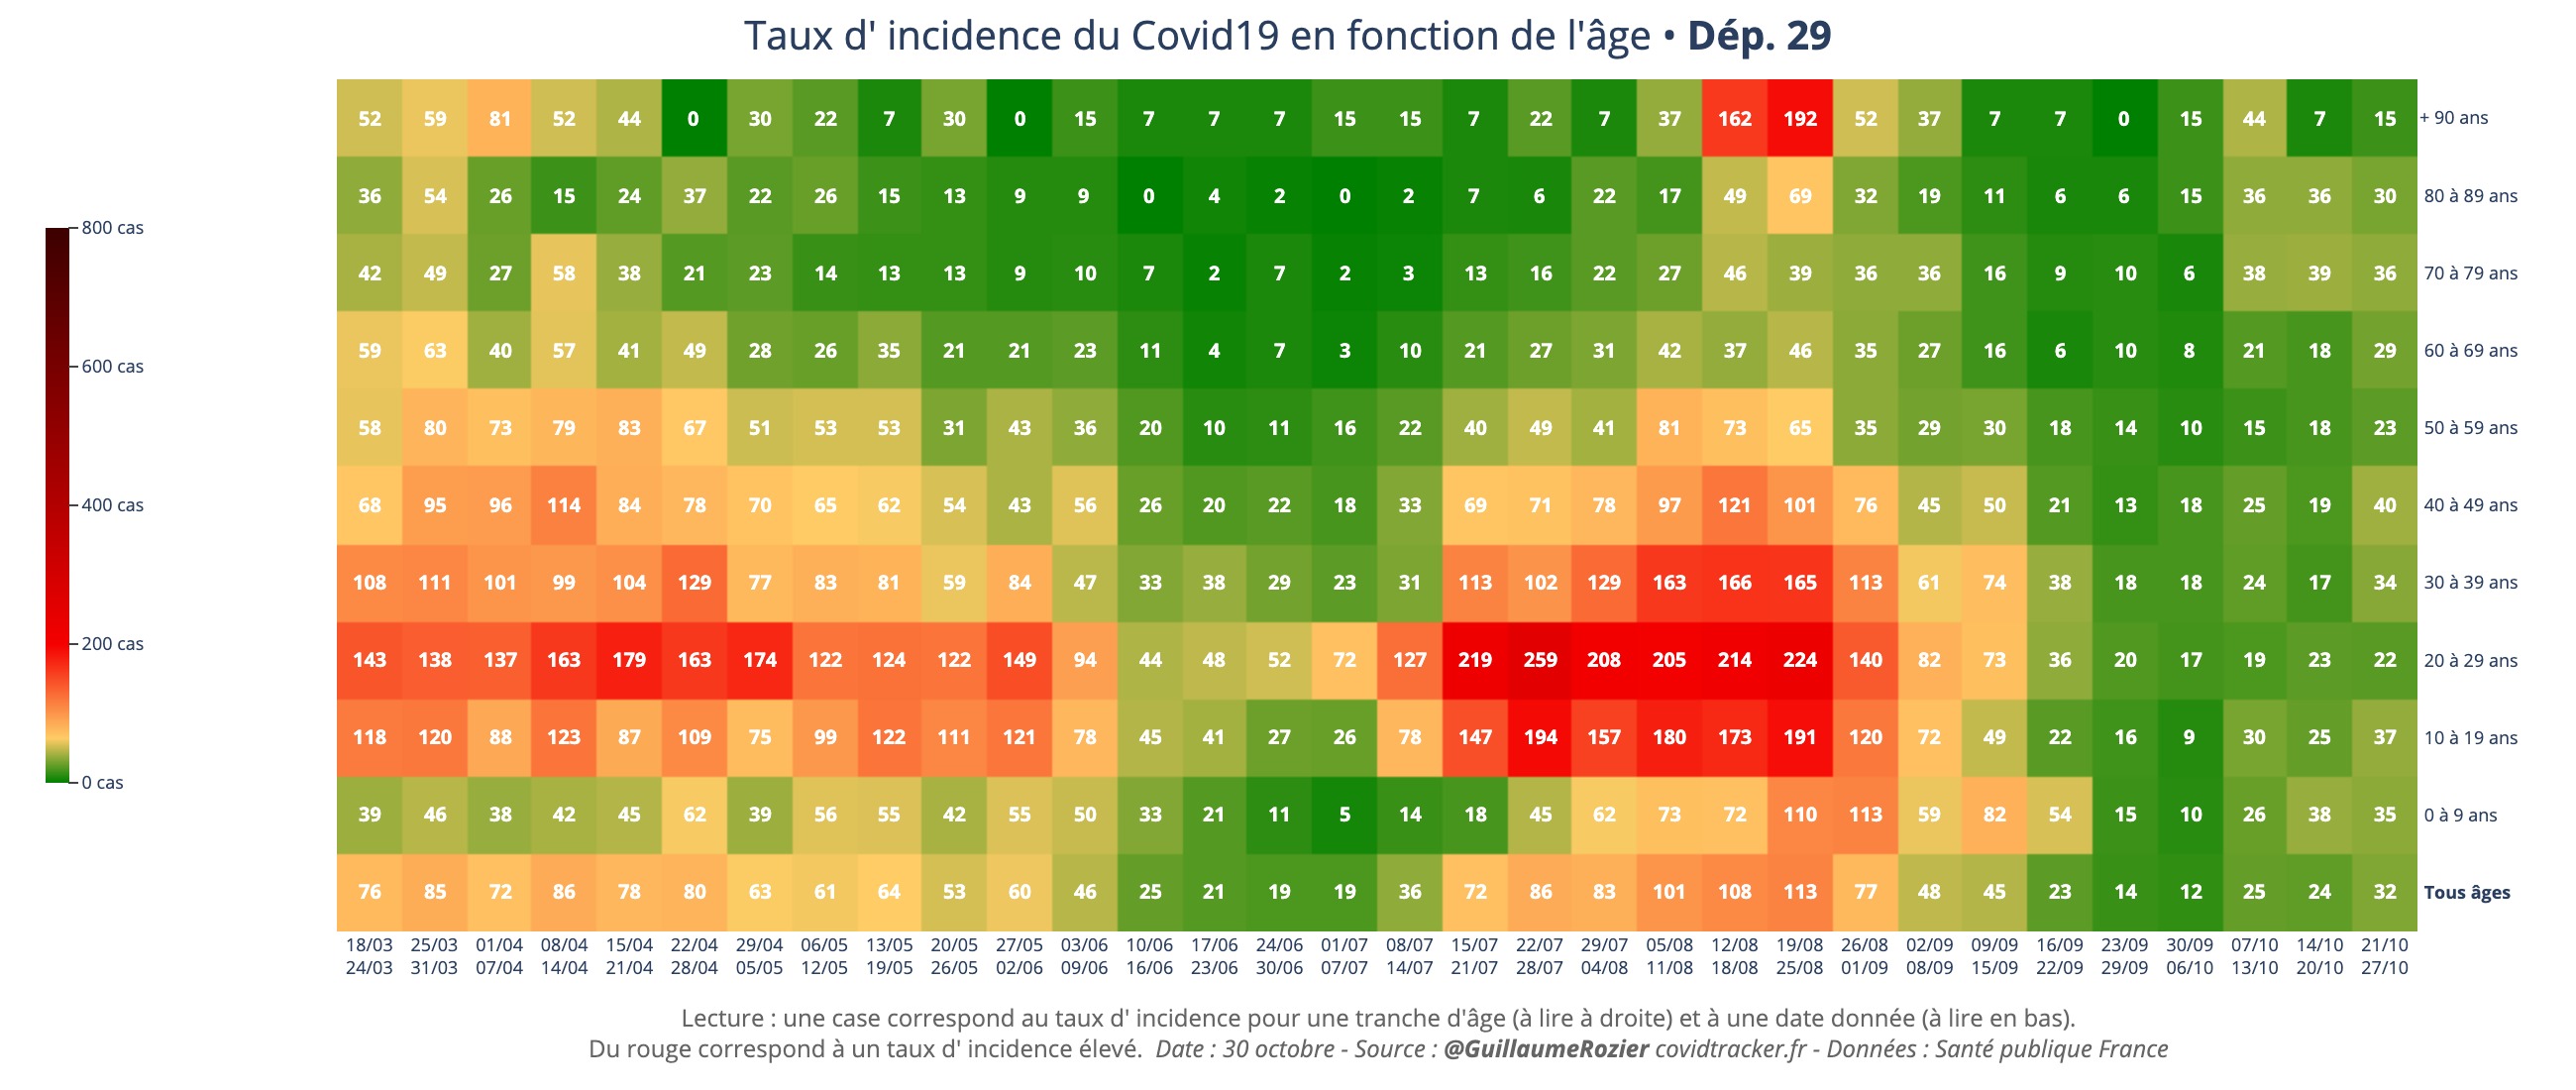 Taux d' incidence du Covid19 en fonction de l'âge • Dép. 29
52 59 81 52 44 0 30 22 7 30 0 15 7 7 7 15 15 7 22 7 37 162 192 52 37 7 7 0 15 44 7 15 + 90 ans
36 54 26 15 24 37 22 26 15 13 9 9 0 4 2 0 2 7 6 22 17 49 69 32 19 11 6 6 15 36 36 30 80 à 89 ans
800 cas
42 49 27 58 38 21 23 14 13 13 9 10 7 2 7 2 3 13 16 22 27 46 39 36 36 16 9 10 6 38 39 36 70 à 79 ans
59 63 40 57 41 49 28 26 35 21 21 23 11 4 7 3 10 21 27 31 42 37 46 35 27 16 6 10 8 21 18 29 60 à 69 ans
600 cas
58 80 73 79 83 67 51 53 53 31 43 36 20 10 11 16 22 40 49 41 81 73 65 35 29 30 18 14 10 15 18 23 50 à 59 ans
400 cas
68 95 96 114 84 78 70 65 62 54 43 56 26 20 22 18 33 69 71 78 97 121 101 76 45 50 21 13 18 25 19 40 40 à 49 ans
108 111 101 99 104 129 77 83 81 59 84 47 33 38 29 23 31 113 102 129 163 166 165 113 61 74 38 18 18 24 17 34 30 à 39 ans
200 cas
143 138 137 163 179 163 174 122 124 122 149 94 44 48 52 72 127 219 259 208 205 214 224 140 82 73 36 20 17 19 23 22 20 à 29 ans
118 120 88 123 87 109 75 99 122 111 121 78 45 41 27 26 78 147 194 157 180 173 191 120 72 49 22 16 9 30 25 37 10 à 19 ans
0 cas
39 46 38 42 45 62 39 56 55 42 55 50 33 21 11 5 14 18 45 62 73 72 110 113 59 82 54 15 10 26 38 35 0 à 9 ans
76 85 72 86 78 80 63 61 64 53 60 46 25 21 19 19 36 72 86 83 101 108 113 77 48 45 23 14 12 25 24 32 Tous âges
18/03 25/03 01/04 08/04 15/04 22/04 29/04 06/05 13/05 20/05 27/05 03/06 10/06 17/06 24/06 01/07 08/07 15/07 22/07 29/07 05/08 12/08 19/08 26/08 02/09 09/09 16/09 23/09 30/09 07/10 14/10 21/10
24/03 31/03 07/04 14/04 21/04 28/04 05/05 12/05 19/05 26/05 02/06 09/06 16/06 23/06 30/06 07/07 14/07 21/07 28/07 04/08 11/08 18/08 25/08 01/09 08/09 15/09 22/09 29/09 06/10 13/10 20/10 27/10
Lecture : une case correspond au taux d' incidence pour une tranche d'âge (à lire à droite) et à une date donnée (à lire en bas).
Du rouge correspond à un taux d' incidence élevé. Date : 30 octobre - Source : @GuillaumeRozier covidtracker.fr - Données : Santé publique France